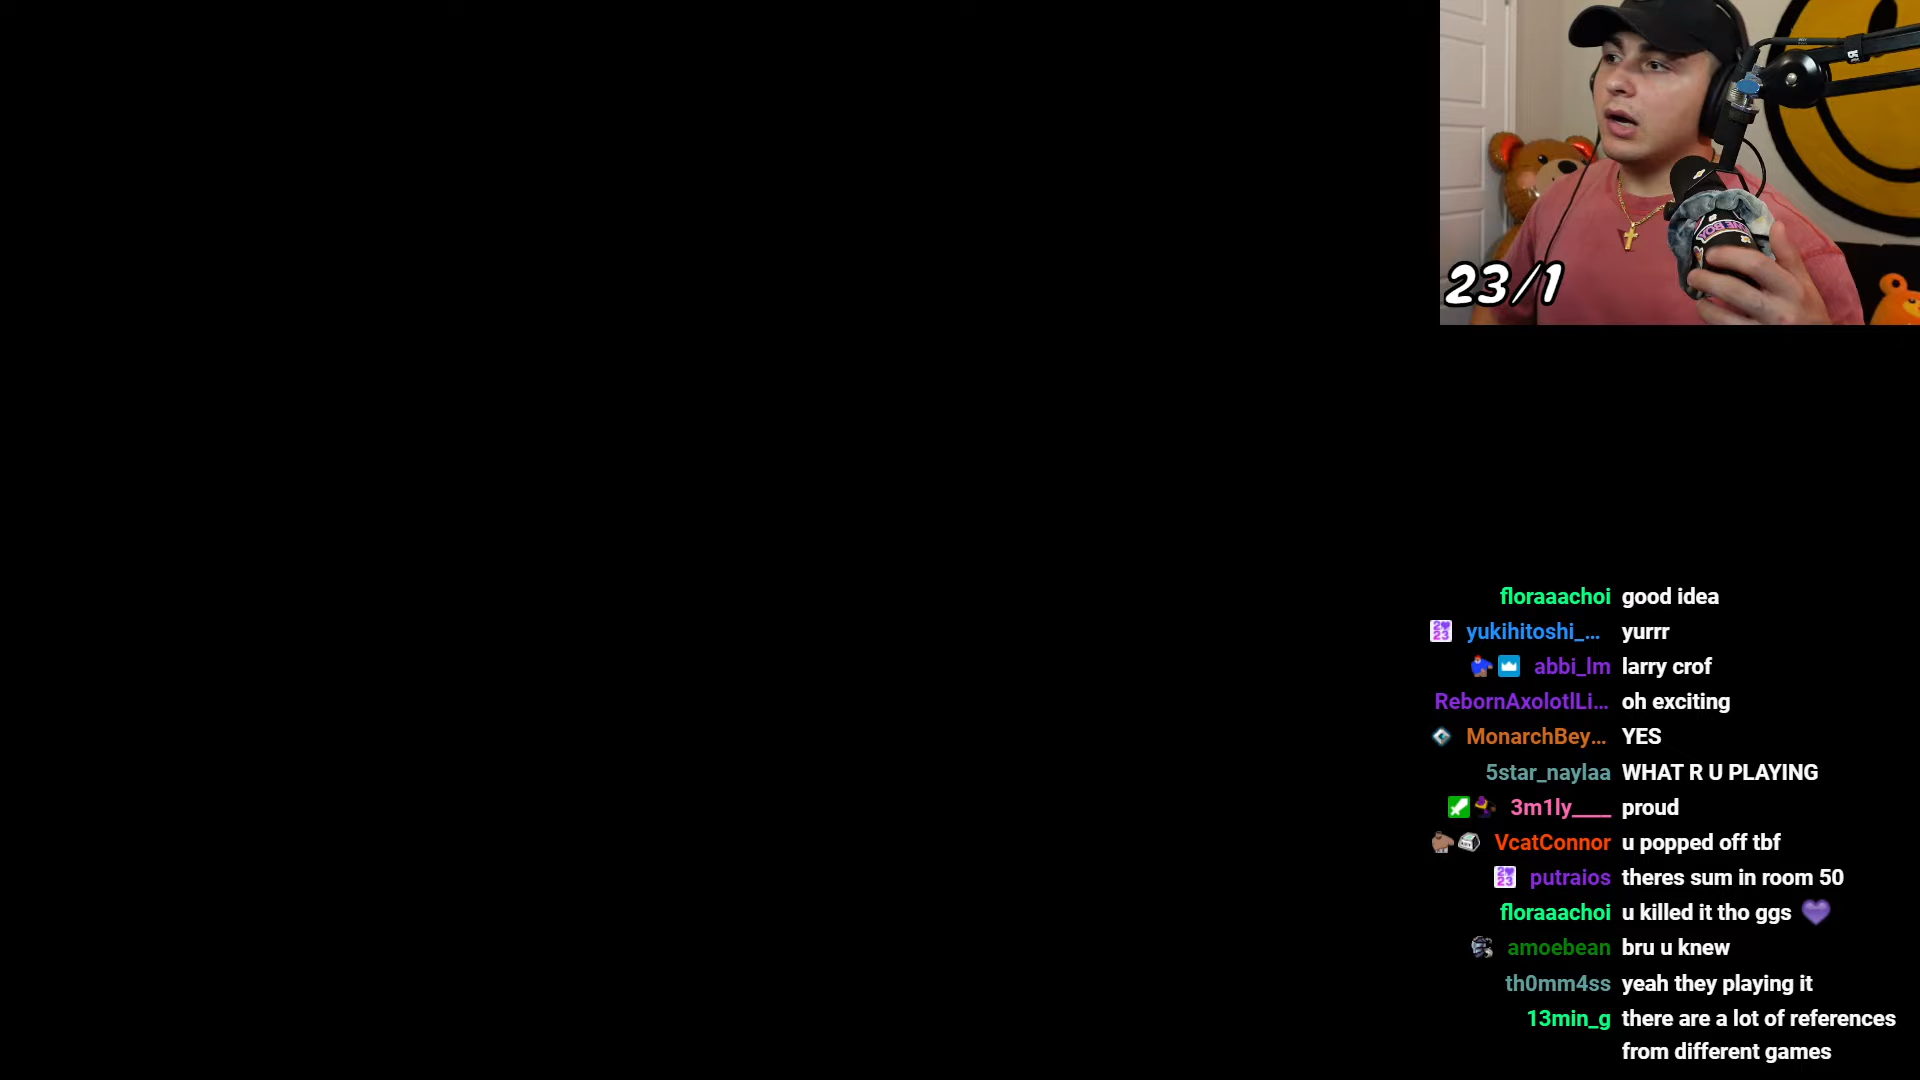 23/1
floraaachoi good idea
yukihitoshi_... yurrr
abbi_lm larry crof
RebornAxolotlLi... oh exciting
MonarchBey... YES
5star_naylaa WHAT R U PLAYING
3m1ly____ proud
VcatConnor u popped off tbf
putraios theres sum in room 50
floraaachoi u killed it tho ggs 💜
amoebean bru u knew
th0mm4ss yeah they playing it
13min_g there are a lot of references
from different games